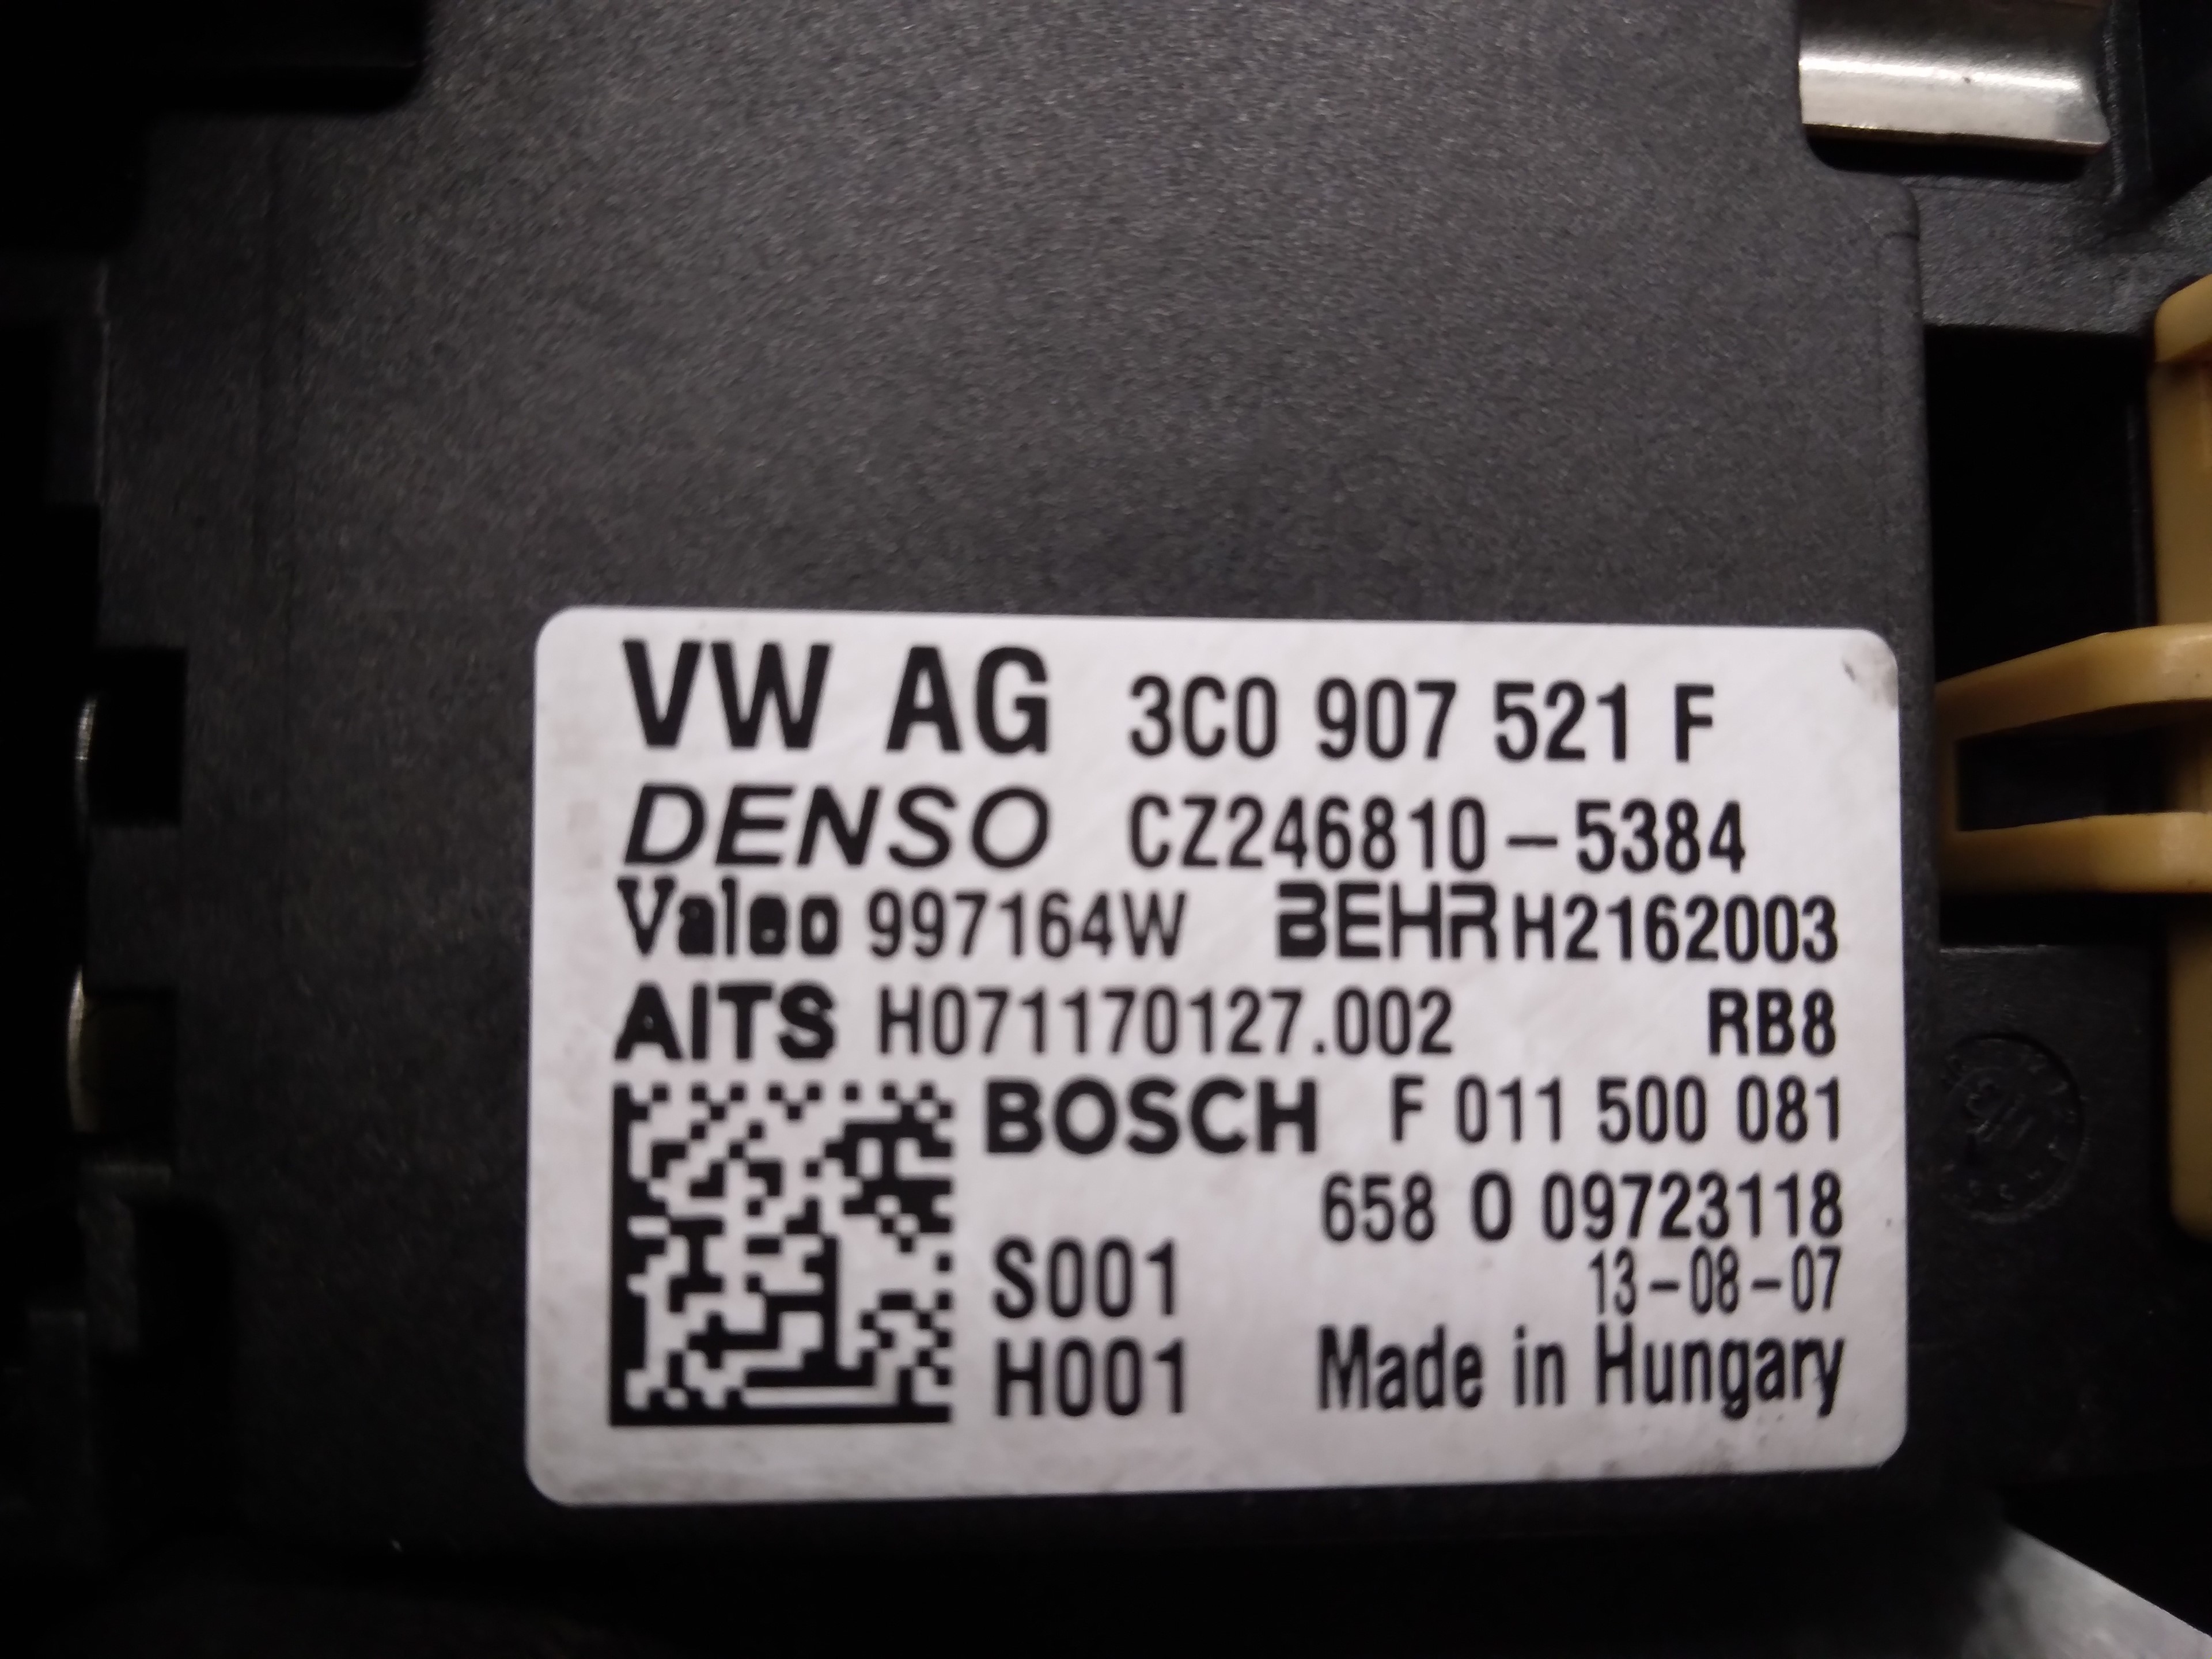 VW AG 3C0 907 521 F
DENSO CZ246810-5384
Valeo 997164W BEHR H2162003
AITS H071170127.002 RB8
BOSCH F 011 500 081
658 0 09723118
S001
13-08-07
H001
Made in Hungary